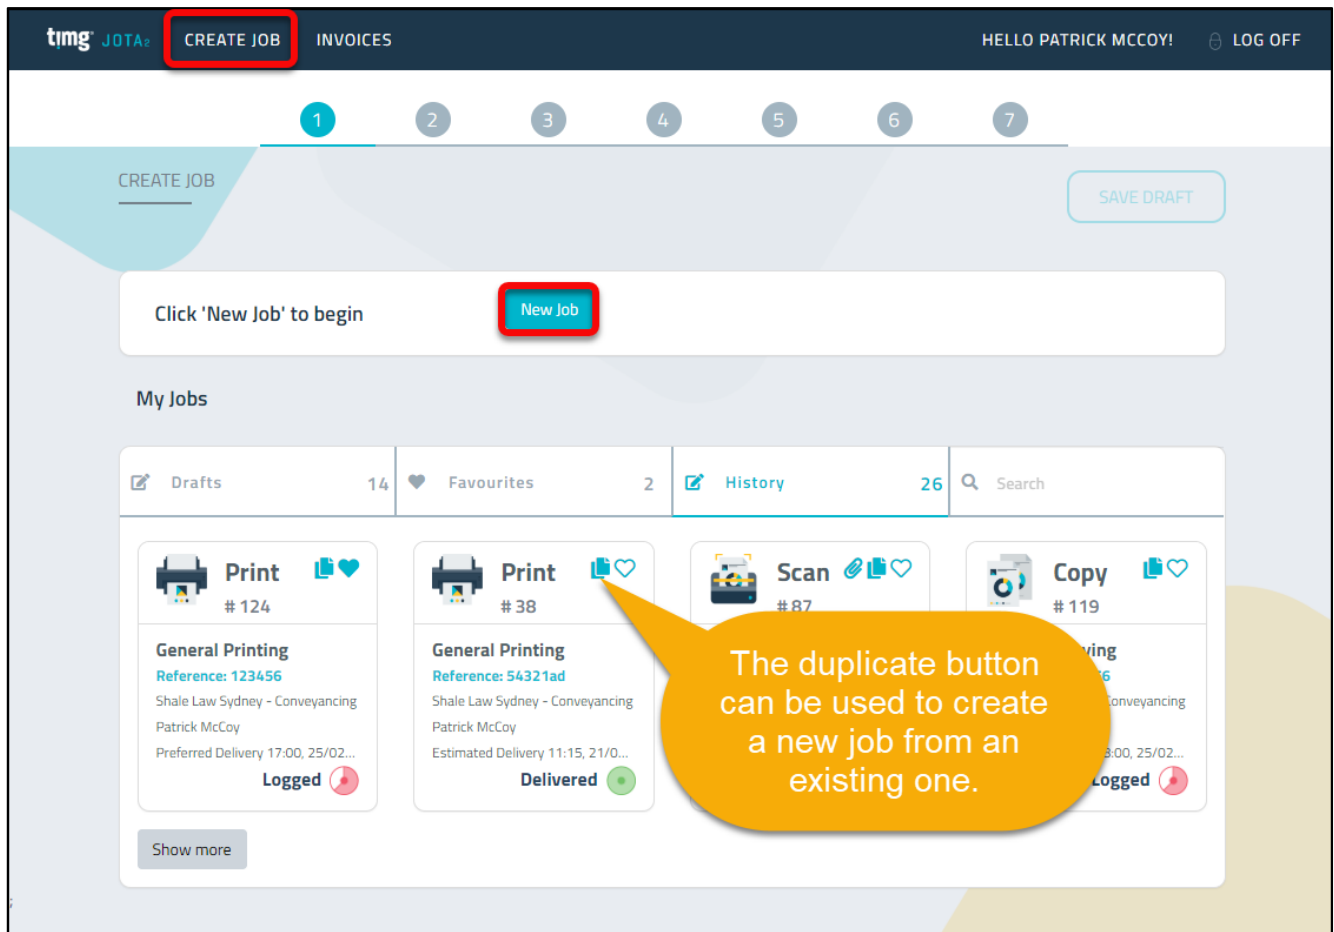 timg JOTA2 CREATE JOB INVOICES HELLO PATRICK MCCOY! LOG OFF
1 2 3 4 5 6 7
CREATE JOB
SAVE DRAFT
Click 'New Job' to begin
New Job
My Jobs
Drafts 14 Favourites 2 History 26 Search
Print
# 124
General Printing
Reference: 123456
Shale Law Sydney - Conveyancing
Patrick McCoy
Preferred Delivery 17:00, 25/02...
Logged
Print
# 38
General Printing
Reference: 54321ad
Shale Law Sydney - Conveyancing
Patrick McCoy
Estimated Delivery 11:15, 21/0...
Delivered
Scan
# 87
The duplicate button
can be used to create
a new job from an
existing one.
Copy
# 119
Conveyancing
:00, 25/02...
Logged
Show more